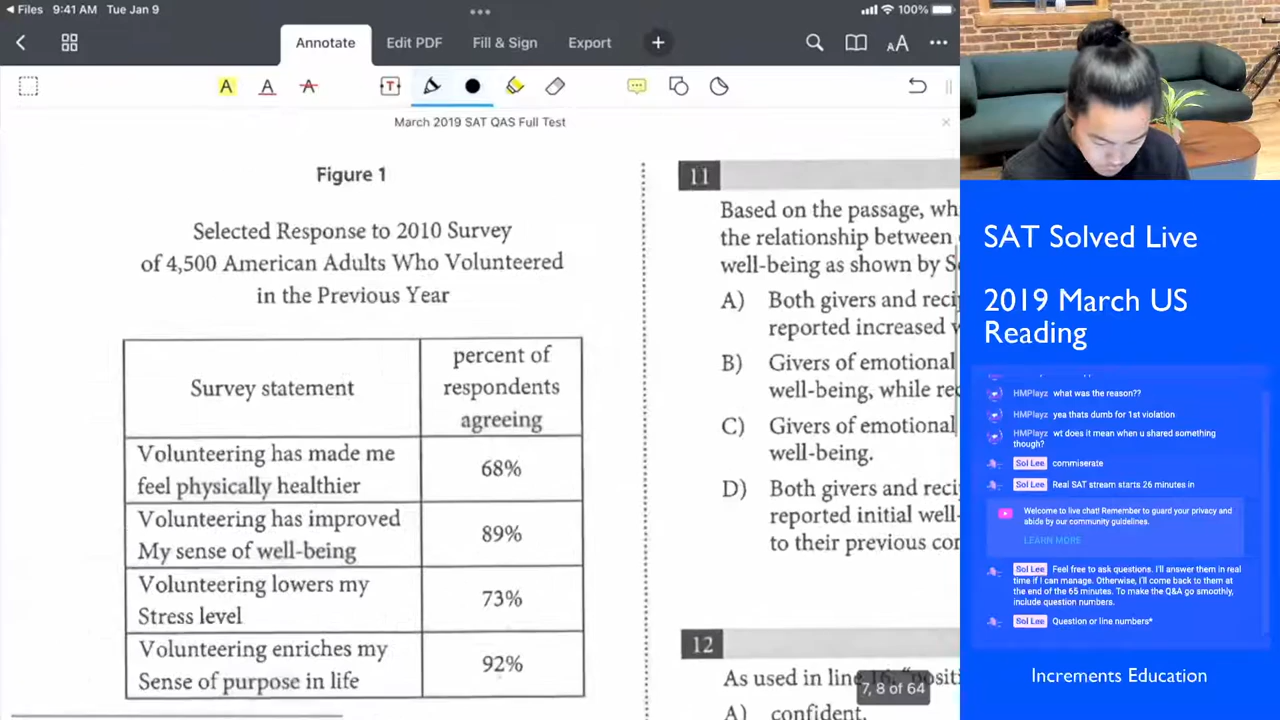 Files 9:41 AM Tue Jan 9
100%
Annotate
Edit PDF
Fill & Sign
Export
March 2019 SAT QAS Full Test
Figure 1
Selected Response to 2010 Survey
of 4,500 American Adults Who Volunteered
in the Previous Year
Survey statement
percent of
respondents
agreeing
Volunteering has made me
feel physically healthier
68%
Volunteering has improved
My sense of well-being
89%
Volunteering lowers my
Stress level
73%
Volunteering enriches my
Sense of purpose in life
92%
11
Based on the passage, wh
the relationship between
well-being as shown by S
A) Both givers and reci
reported increased
B) Givers of emotional
well-being, while re
C) Givers of emotional
well-being.
D) Both givers and reci
reported initial well-
to their previous co
12
As used in line 16, "posit
A) confident.
7, 8 of 64
SAT Solved Live
2019 March US
Reading
HMPlayz what was the reason??
HMPlayz yea thats dumb for 1st violation
HMPlayz wt does it mean when u shared something
though?
Sol Lee commiserate
Sol Lee Real SAT stream starts 26 minutes in
Welcome to live chat! Remember to guard your privacy and
abide by our community guidelines.
LEARN MORE
Sol Lee Feel free to ask questions. I'll answer them in real
time if I can manage. Otherwise, I'll come back to them at
the end of the 65 minutes. To make the Q&A go smoothly,
include question numbers.
Sol Lee Question or line numbers*
Increments Education